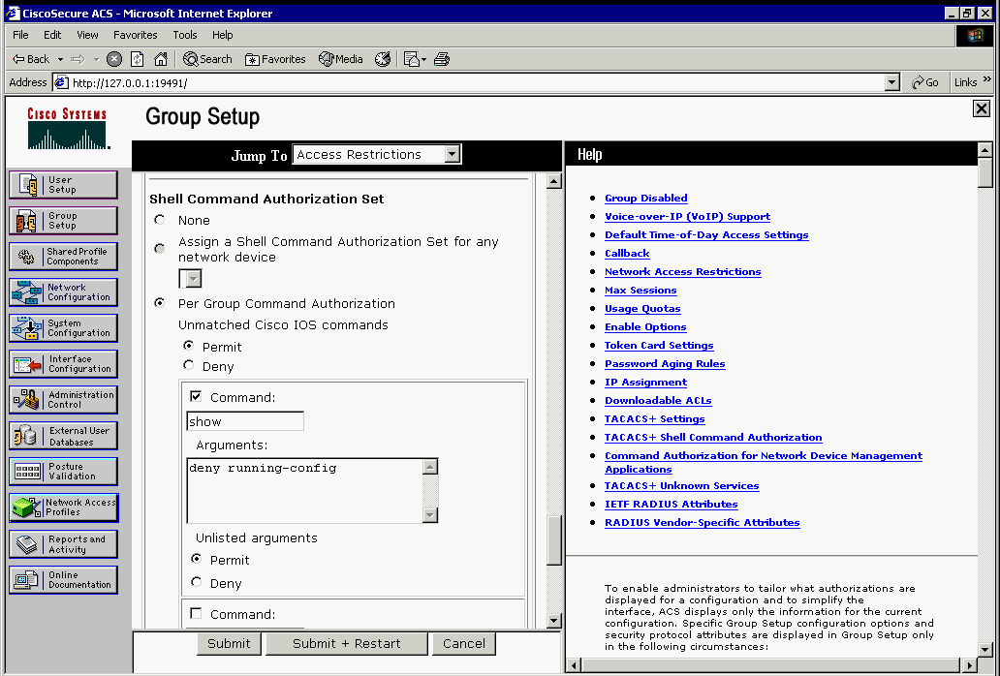 CiscoSecure ACS - Microsoft Internet Explorer
File Edit View Favorites Tools Help
Back Search Favorites Media
Address http://127.0.0.1:19491/ Go Links »
CISCO SYSTEMS
Group Setup
Jump To Access Restrictions
User
Setup
Group
Setup
Shared Profile
Components
Network
Configuration
System
Configuration
Interface
Configuration
Administration
Control
External User
Databases
Posture
Validation
Network Access
Profiles
Reports and
Activity
Online
Documentation
Shell Command Authorization Set
None
Assign a Shell Command Authorization Set for any
network device
Per Group Command Authorization
Unmatched Cisco IOS commands
Permit
Deny
Command:
show
Arguments:
deny running-config
Unlisted arguments
Permit
Deny
Command:
Submit Submit + Restart Cancel
Help
Group Disabled
Voice-over-IP (VoIP) Support
Default Time-of-Day Access Settings
Callback
Network Access Restrictions
Max Sessions
Usage Quotas
Enable Options
Token Card Settings
Password Aging Rules
IP Assignment
Downloadable ACLs
TACACS+ Settings
TACACS+ Shell Command Authorization
Command Authorization for Network Device Management
Applications
TACACS+ Unknown Services
IETF RADIUS Attributes
RADIUS Vendor-Specific Attributes
To enable administrators to tailor what authorizations are
displayed for a configuration and to simplify the
interface, ACS displays only the information for the current
configuration. Specific Group Setup configuration options and
security protocol attributes are displayed in Group Setup only
in the following circumstances: